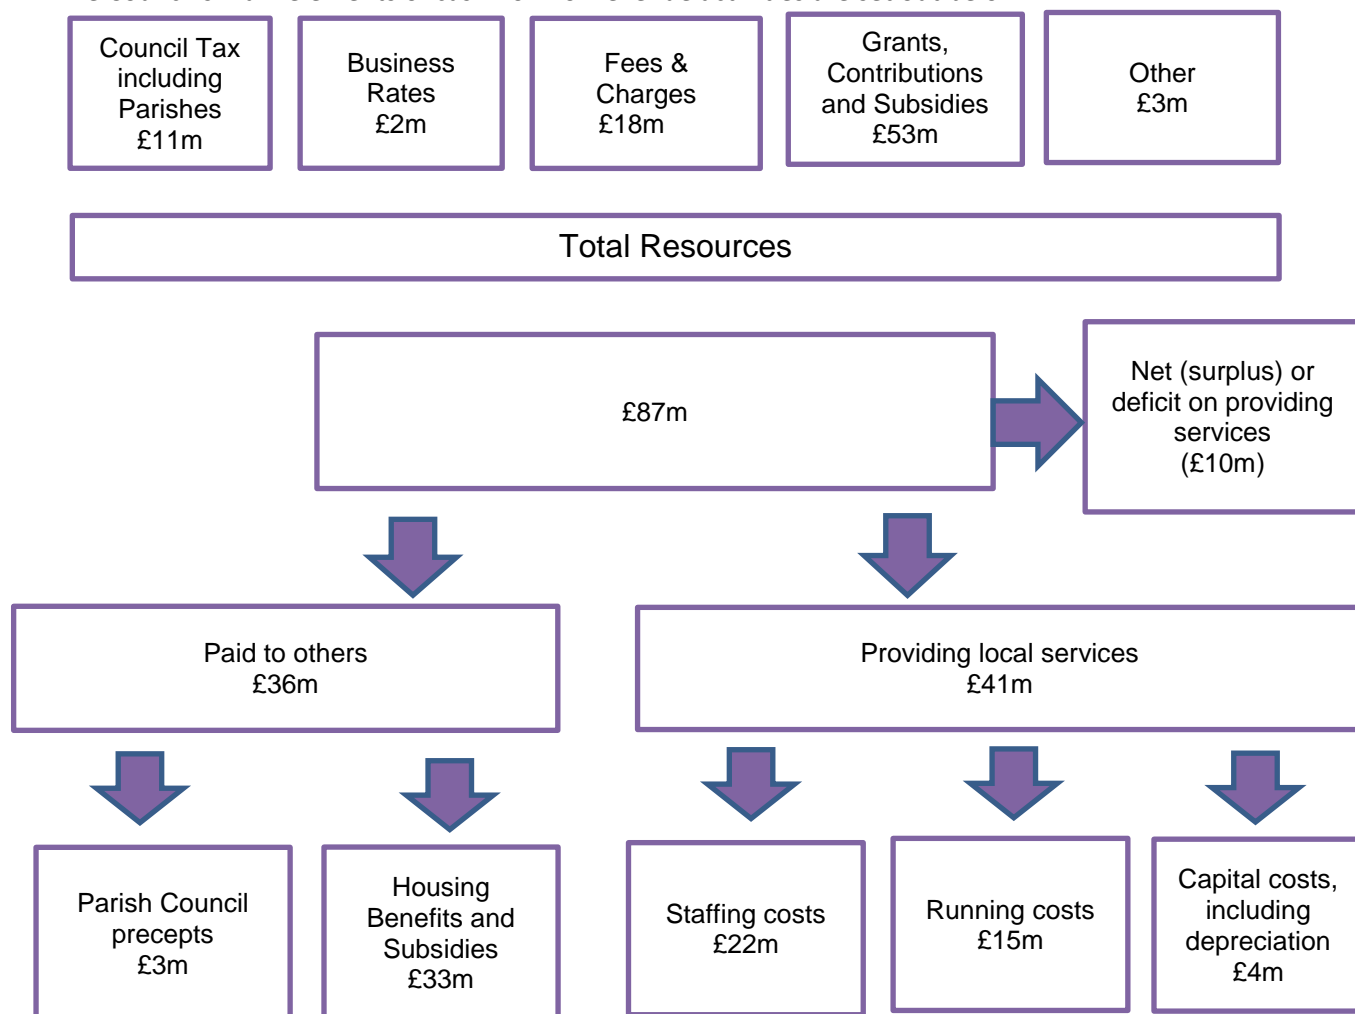 Council Tax
including
Parishes
£11m
Business
Rates
£2m
Fees &
Charges
£18m
Grants,
Contributions
and Subsidies
£53m
Other
£3m
Total Resources
£87m
Net (surplus) or
deficit on providing
services
(£10m)
Paid to others
£36m
Providing local services
£41m
Parish Council
precepts
£3m
Housing
Benefits and
Subsidies
£33m
Staffing costs
£22m
Running costs
£15m
Capital costs,
including
depreciation
£4m